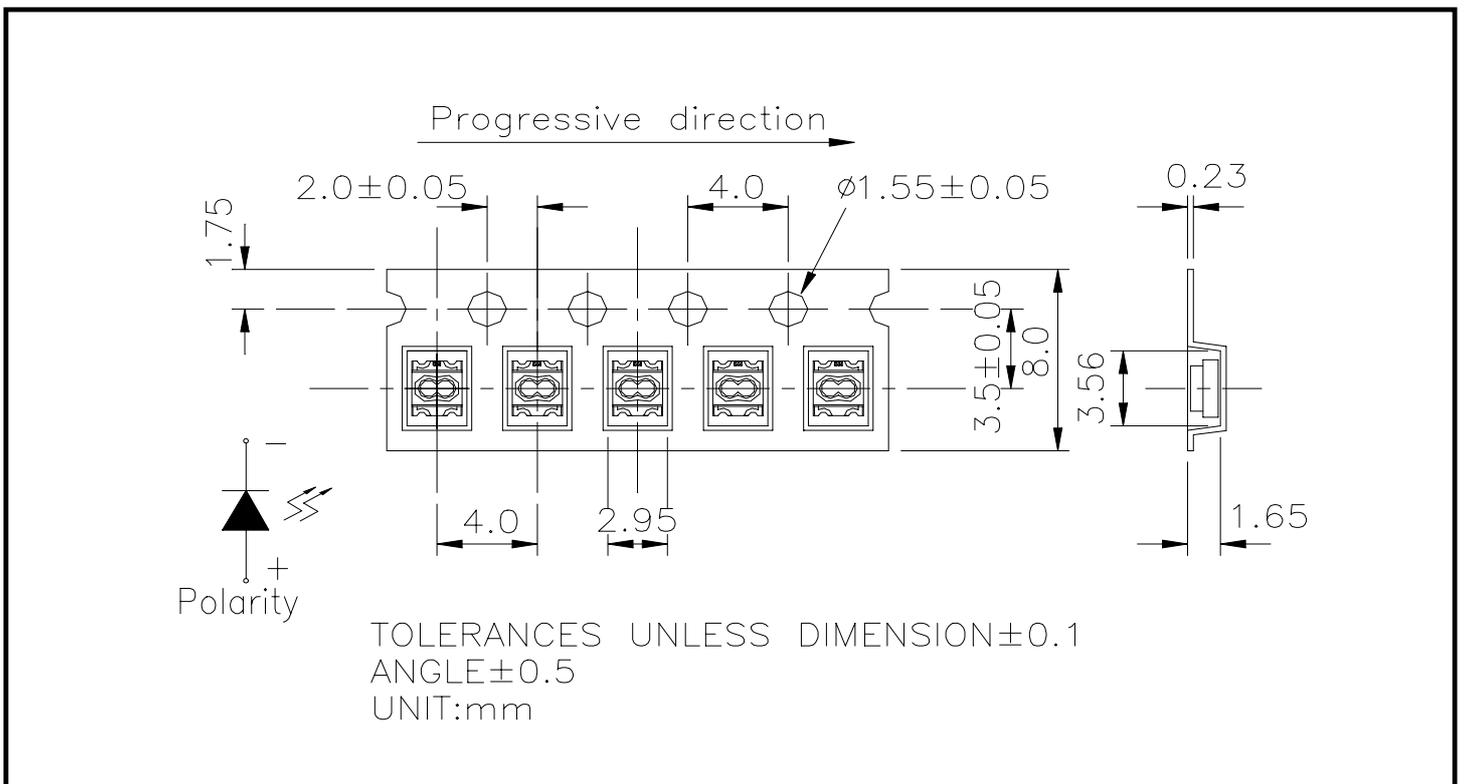 Progressive direction
2.0±0.05
4.0
ø1.55±0.05
0.23
1.75
3.5±0.05
8.0
3.56
−
4.0
2.95
1.65
+
Polarity
TOLERANCES UNLESS DIMENSION±0.1
ANGLE±0.5
UNIT:mm